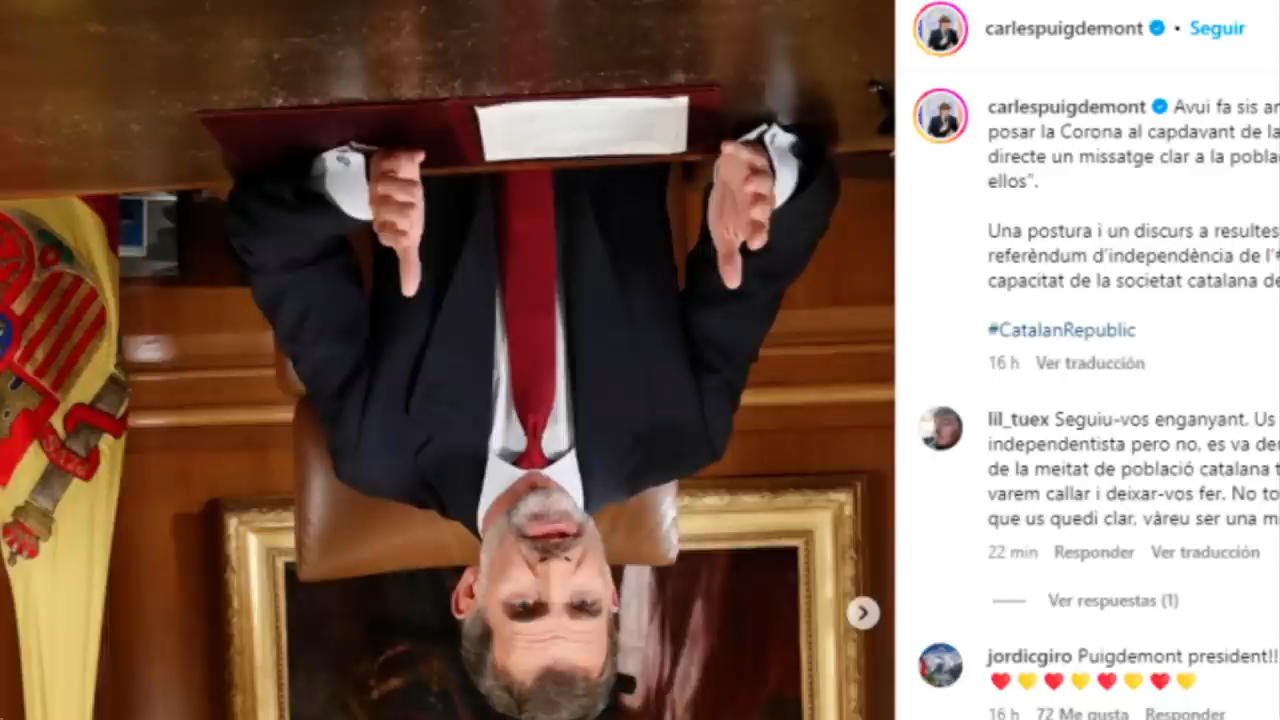 carlespuigdemont • Seguir
carlespuigdemont Avui fa sis an
posar la Corona al capdavant de la
directe un missatge clar a la pobla
ellos".
Una postura i un discurs a resultes
referèndum d'independència de l'
capacitat de la societat catalana de
#CatalanRepublic
16 h Ver traducción
lil_tuex Seguiu-vos enganyant. Us
independentista pero no, es va der
de la meitat de població catalana t
varem callar i deixar-vos fer. No to
que us quedi clar, vàreu ser una m
22 min Responder Ver traducción
Ver respuestas (1)
jordicgiro Puigdemont president!!
❤️💛❤️💛❤️💛❤️💛
16 h 72 Me gusta Responder